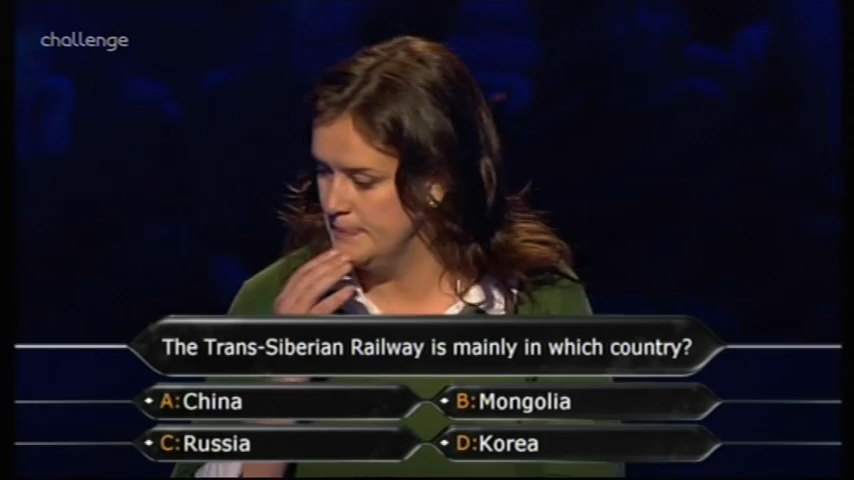 challenge
The Trans-Siberian Railway is mainly in which country?
A:China
B:Mongolia
C:Russia
D:Korea